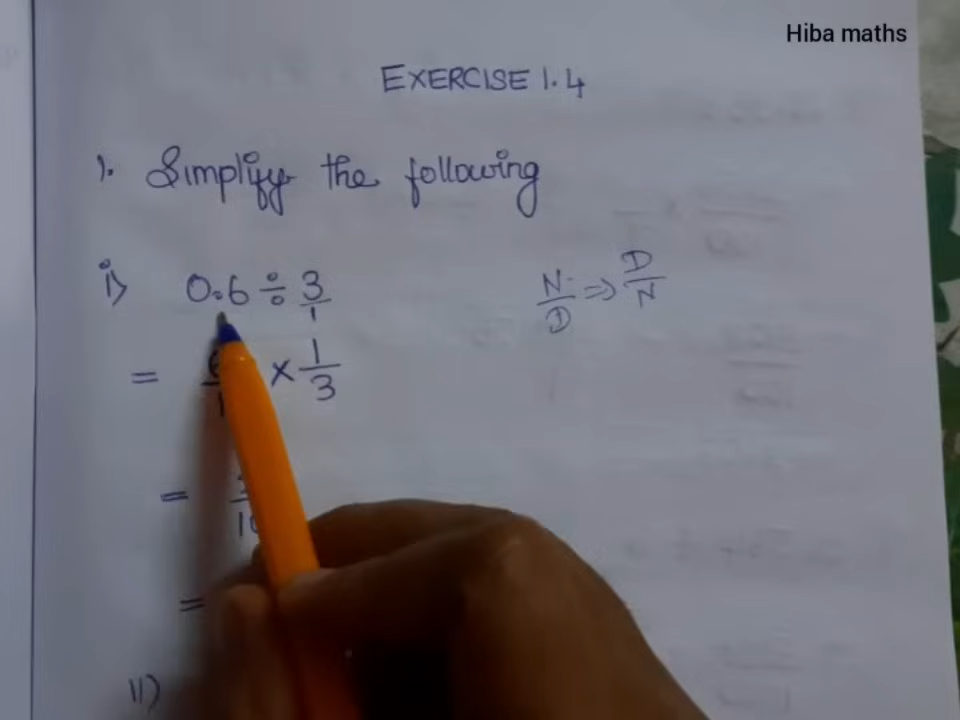 Hiba maths
EXERCISE 1.4
1. Simplify the following
i) 0.6 ÷ 3/1
N/D ⇒ D/N
= × 1/3
=
=
ii)